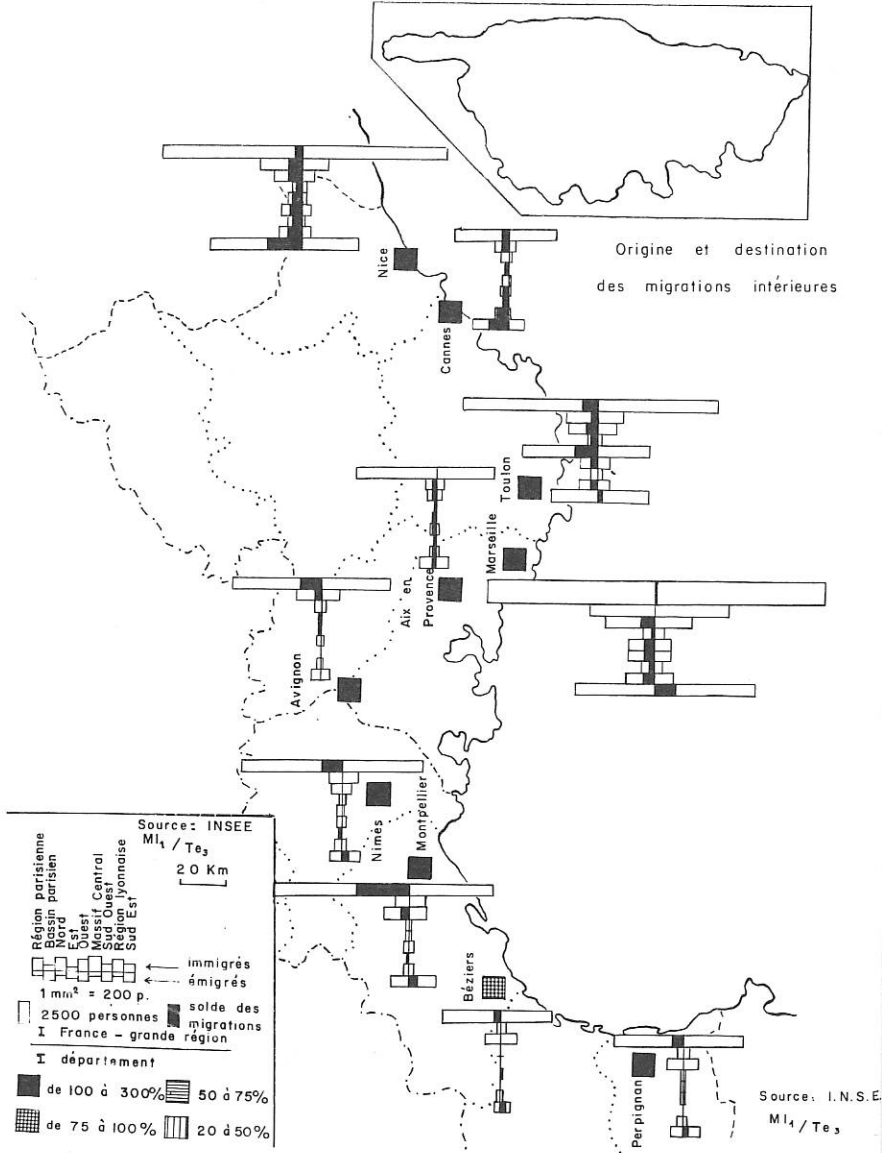 Origine et destination
des migrations intérieures
Nice
Cannes
Toulon
Marseille
Aix en
Provence
Avignon
Nîmes
Montpellier
Béziers
Perpignan
Source: INSEE
MI₁/Te₃
20 Km
Région parisienne
Bassin parisien
Nord
Est
Ouest
Massif Central
Sud Ouest
Région lyonnaise
Sud Est
immigrés
émigrés
1 mm² = 200 p.
2500 personnes
solde des
migrations
I France - grande région
I département
de 100 à 300%
50 à 75%
de 75 à 100%
20 à 50%
Source: I.N.S.E.
MI₁/Te₃